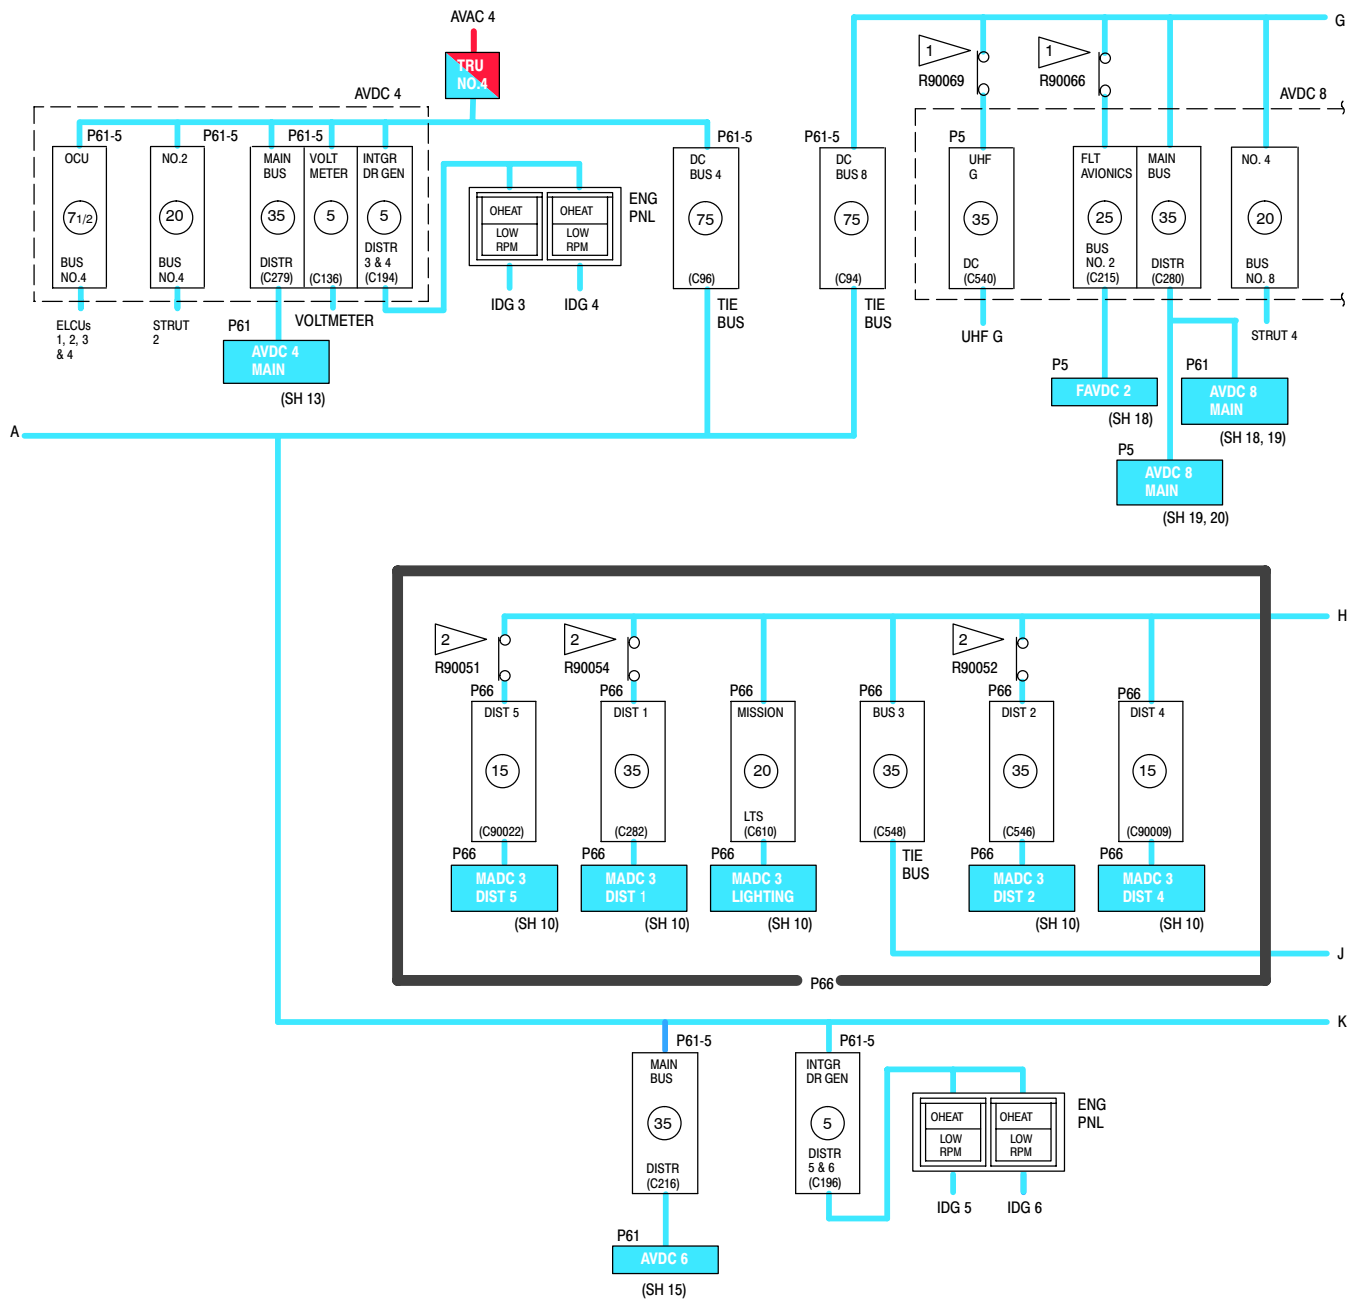 AVAC 4
TRU
NO.4
AVDC 4
P61-5
P61-5
P61-5
OCU
7 1/2
BUS
NO.4
ELCUs
1, 2, 3
& 4
NO.2
20
BUS
NO.4
STRUT
2
MAIN
BUS
35
DISTR
(C279)
P61
AVDC 4
MAIN
(SH 13)
VOLT
METER
5
(C136)
VOLTMETER
INTGR
DR GEN
5
DISTR
3 & 4
(C194)
OHEAT
LOW
RPM
OHEAT
LOW
RPM
ENG
PNL
IDG 3
IDG 4
P61-5
DC
BUS 4
75
(C96)
TIE
BUS
P61-5
DC
BUS 8
75
(C94)
TIE
BUS
G
1
R90069
1
R90066
AVDC 8
P5
UHF
G
35
DC
(C540)
UHF G
FLT
AVIONICS
25
BUS
NO. 2
(C215)
P5
FAVDC 2
(SH 18)
MAIN
BUS
35
DISTR
(C280)
P61
AVDC 8
MAIN
(SH 18, 19)
P5
AVDC 8
MAIN
(SH 19, 20)
NO. 4
20
BUS
NO. 8
STRUT 4
A
H
2
R90051
P66
DIST 5
15
(C90022)
P66
MADC 3
DIST 5
(SH 10)
2
R90054
P66
DIST 1
35
(C282)
P66
MADC 3
DIST 1
(SH 10)
P66
MISSION
20
LTS
(C610)
P66
MADC 3
LIGHTING
P66
BUS 3
35
(C548)
TIE
BUS
2
R90052
P66
DIST 2
35
(C546)
P66
MADC 3
DIST 2
(SH 10)
P66
DIST 4
15
(C90009)
P66
MADC 3
DIST 4
(SH 10)
J
P66
K
P61-5
MAIN
BUS
35
DISTR
(C216)
P61
AVDC 6
(SH 15)
P61-5
INTGR
DR GEN
5
DISTR
5 & 6
(C196)
OHEAT
LOW
RPM
OHEAT
LOW
RPM
ENG
PNL
IDG 5
IDG 6